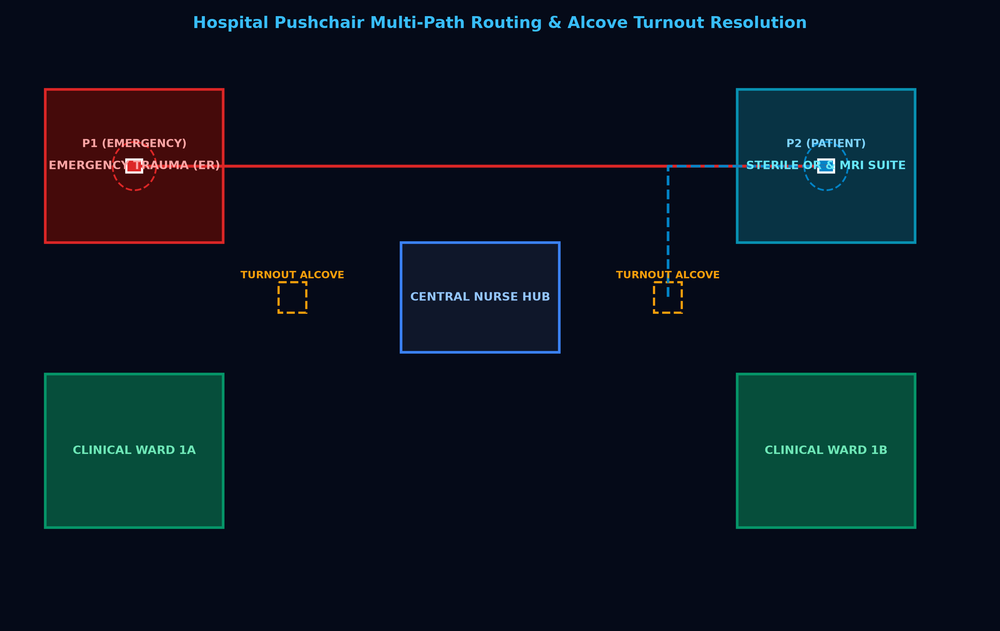 Hospital Pushchair Multi-Path Routing & Alcove Turnout Resolution
P1 (EMERGENCY)
EMERGENCY TRAUMA (ER)
P2 (PATIENT)
STERILE OR & MRI SUITE
TURNOUT ALCOVE
TURNOUT ALCOVE
CENTRAL NURSE HUB
CLINICAL WARD 1A
CLINICAL WARD 1B